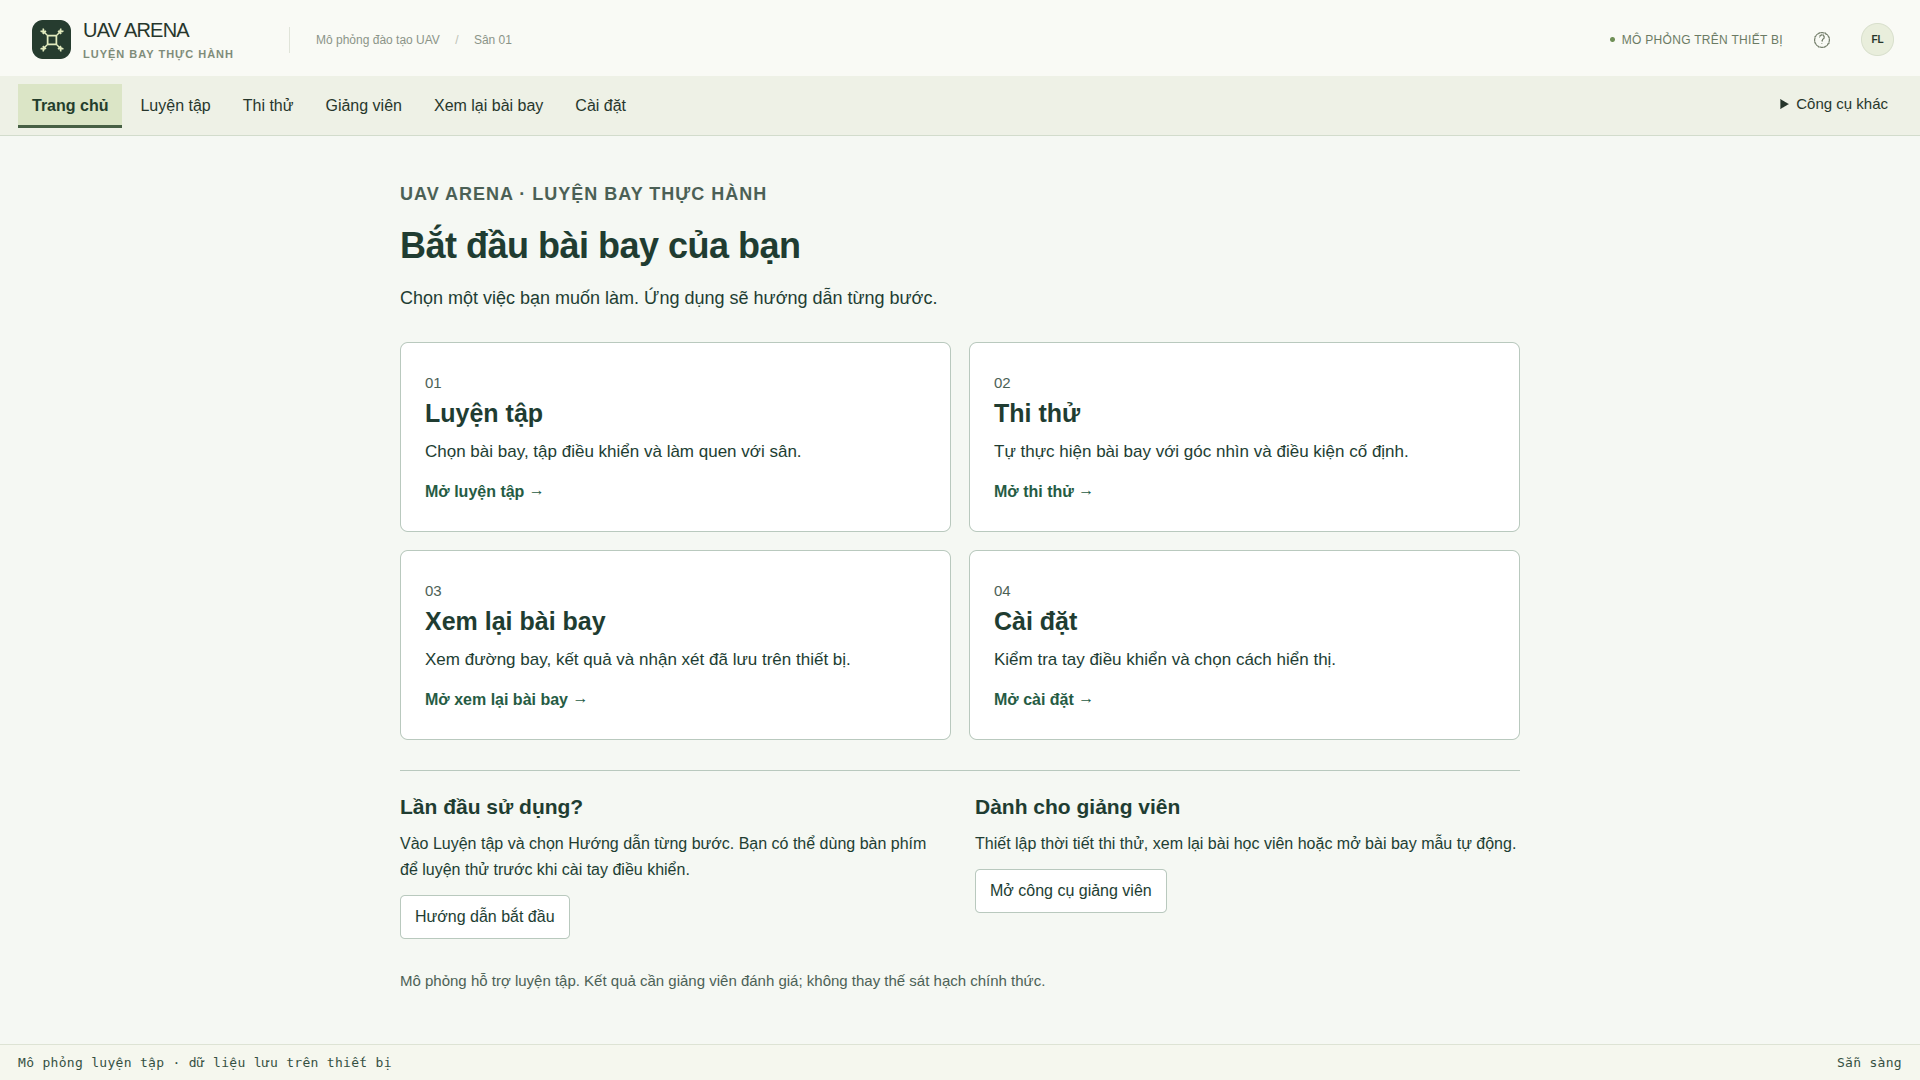 UAV ARENA
LUYỆN BAY THỰC HÀNH
Mô phỏng đào tạo UAV / Sân 01
MÔ PHỎNG TRÊN THIẾT BỊ
?
FL
Trang chủ
Luyện tập
Thi thử
Giảng viên
Xem lại bài bay
Cài đặt
▶ Công cụ khác
UAV ARENA · LUYỆN BAY THỰC HÀNH
Bắt đầu bài bay của bạn
Chọn một việc bạn muốn làm. Ứng dụng sẽ hướng dẫn từng bước.
01
Luyện tập
Chọn bài bay, tập điều khiển và làm quen với sân.
Mở luyện tập →
02
Thi thử
Tự thực hiện bài bay với góc nhìn và điều kiện cố định.
Mở thi thử →
03
Xem lại bài bay
Xem đường bay, kết quả và nhận xét đã lưu trên thiết bị.
Mở xem lại bài bay →
04
Cài đặt
Kiểm tra tay điều khiển và chọn cách hiển thị.
Mở cài đặt →
Lần đầu sử dụng?
Vào Luyện tập và chọn Hướng dẫn từng bước. Bạn có thể dùng bàn phím
để luyện thử trước khi cài tay điều khiển.
Hướng dẫn bắt đầu
Dành cho giảng viên
Thiết lập thời tiết thi thử, xem lại bài học viên hoặc mở bài bay mẫu tự động.
Mở công cụ giảng viên
Mô phỏng hỗ trợ luyện tập. Kết quả cần giảng viên đánh giá; không thay thế sát hạch chính thức.
Mô phỏng luyện tập · dữ liệu lưu trên thiết bị
Sẵn sàng